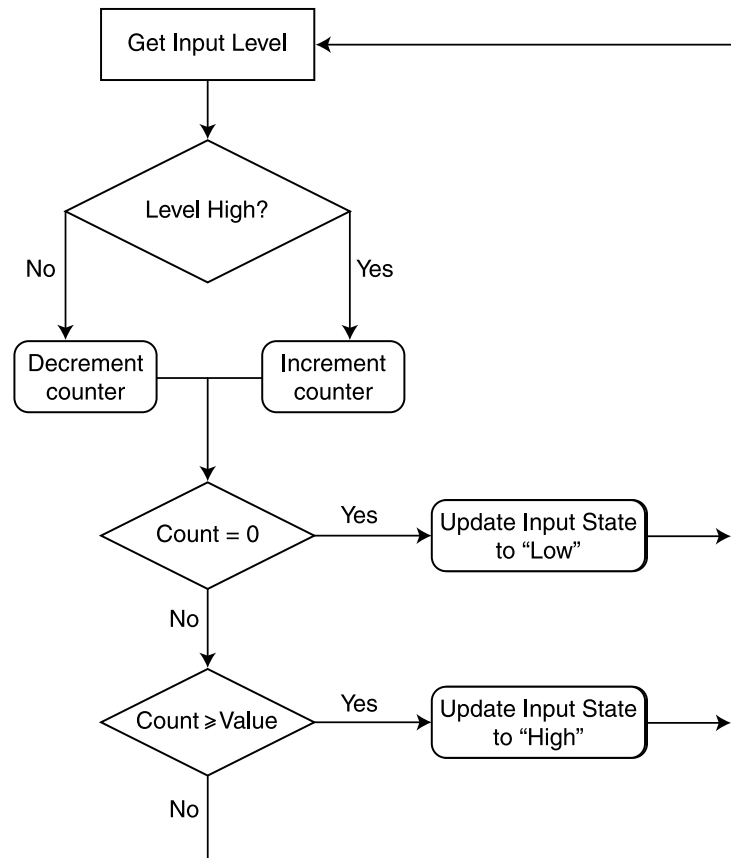 Get Input Level
Level High?
No
Yes
Decrement
counter
Increment
counter
Count = 0
Yes
Update Input State
to “Low”
No
Count ⩾ Value
Yes
Update Input State
to “High”
No